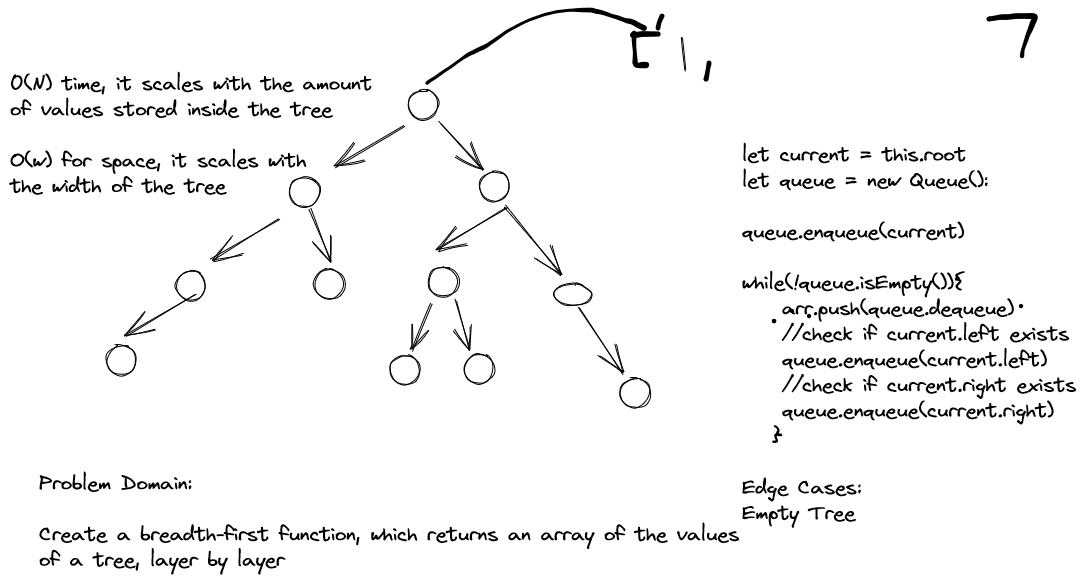 O(N) time, it scales with the amount
of values stored inside the tree
O(w) for space, it scales with
the width of the tree
[ 1,
]
let current = this.root
let queue = new Queue():
queue.enqueue(current)
while(!queue.isEmpty()){
arr.push(queue.dequeue)
//check if current.left exists
queue.enqueue(current.left)
//check if current.right exists
queue.enqueue(current.right)
}
Problem Domain:
Create a breadth-first function, which returns an array of the values
of a tree, layer by layer
Edge Cases:
Empty Tree